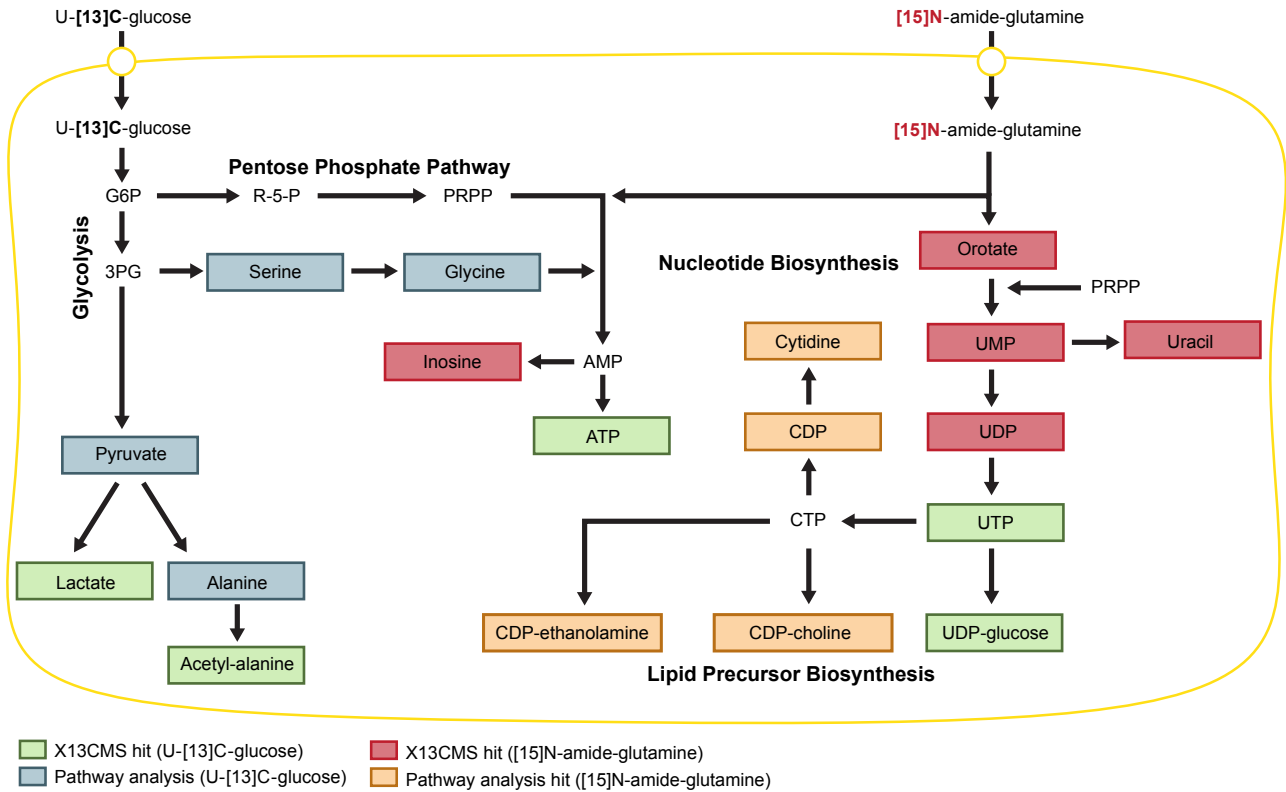 U-[13]C-glucose
[15]N-amide-glutamine
U-[13]C-glucose
[15]N-amide-glutamine
Pentose Phosphate Pathway
G6P
R-5-P
PRPP
Glycolysis
3PG
Serine
Glycine
Nucleotide Biosynthesis
Orotate
PRPP
Inosine
AMP
Cytidine
UMP
Uracil
ATP
CDP
UDP
Pyruvate
CTP
UTP
Lactate
Alanine
CDP-ethanolamine
CDP-choline
UDP-glucose
Acetyl-alanine
Lipid Precursor Biosynthesis
X13CMS hit (U-[13]C-glucose)
X13CMS hit ([15]N-amide-glutamine)
Pathway analysis (U-[13]C-glucose)
Pathway analysis hit ([15]N-amide-glutamine)